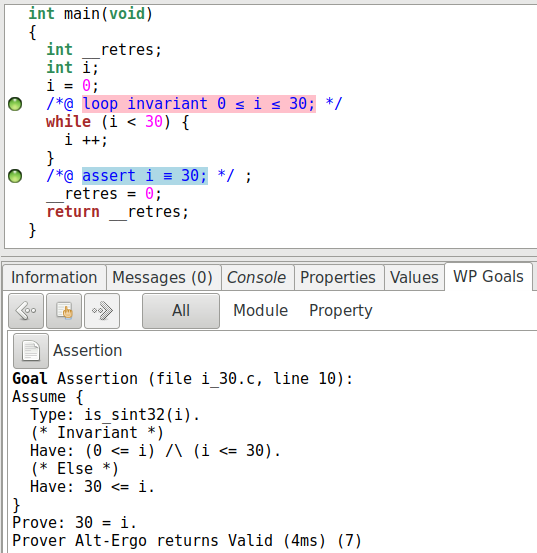 int main(void)
{
int __retres;
int i;
i = 0;
/*@ loop invariant 0 ≤ i ≤ 30; */
while (i < 30) {
i ++;
}
/*@ assert i ≡ 30; */ ;
__retres = 0;
return __retres;
}
Information Messages (0) Console Properties Values WP Goals
All Module Property
Assertion
Goal Assertion (file i_30.c, line 10):
Assume {
Type: is_sint32(i).
(* Invariant *)
Have: (0 <= i) /\ (i <= 30).
(* Else *)
Have: 30 <= i.
}
Prove: 30 = i.
Prover Alt-Ergo returns Valid (4ms) (7)